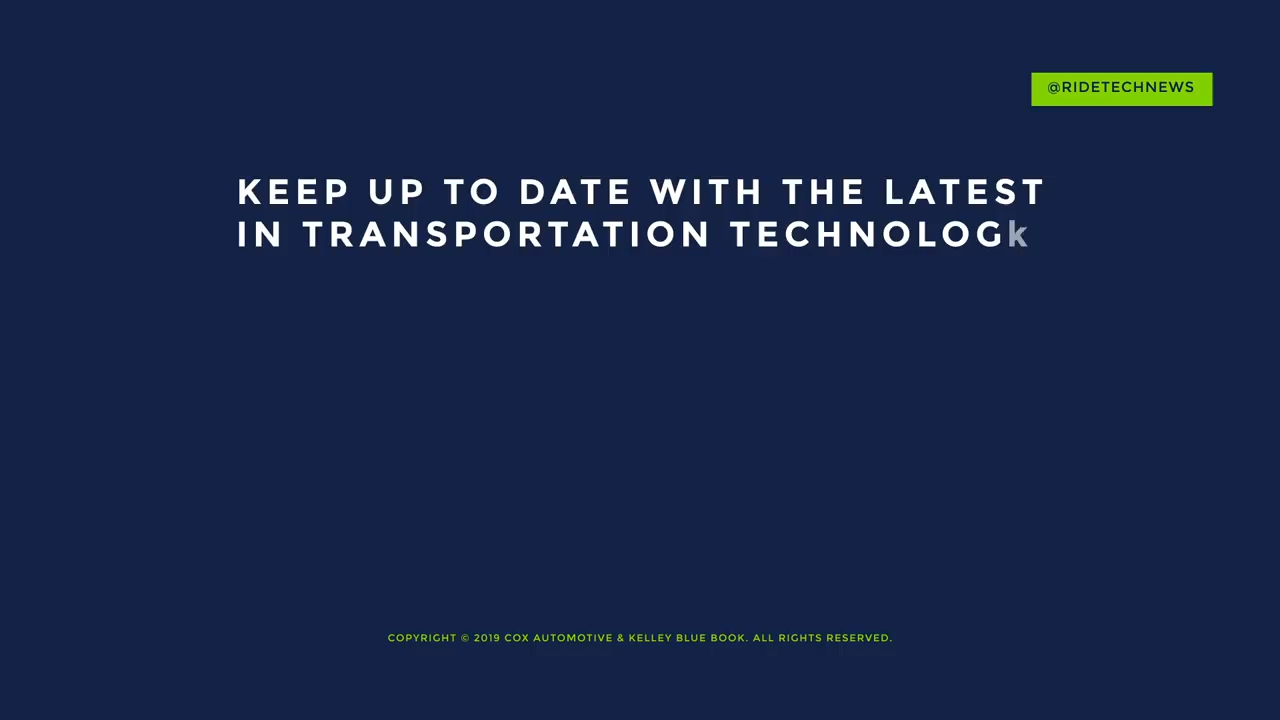 @RIDETECHNEWS
KEEP UP TO DATE WITH THE LATEST
IN TRANSPORTATION TECHNOLOGk
COPYRIGHT © 2019 COX AUTOMOTIVE & KELLEY BLUE BOOK. ALL RIGHTS RESERVED.